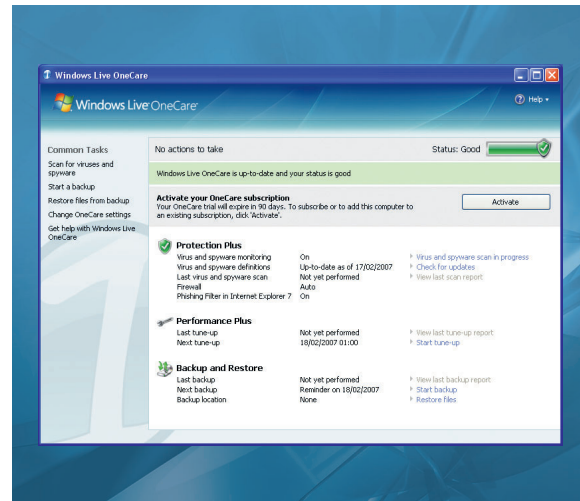 Windows Live OneCare
Windows Live OneCare
Help
Common Tasks
Scan for viruses and
spyware
Start a backup
Restore files from backup
Change OneCare settings
Get help with Windows Live
OneCare
No actions to take
Status: Good
Windows Live OneCare is up-to-date and your status is good
Activate your OneCare subscription
Your OneCare trial will expire in 90 days. To subscribe or to add this computer to
an existing subscription, click 'Activate'.
Activate
Protection Plus
Virus and spyware monitoring On Virus and spyware scan in progress
Virus and spyware definitions Up-to-date as of 17/02/2007 Check for updates
Last virus and spyware scan Not yet performed View last scan report
Firewall Auto
Phishing Filter in Internet Explorer 7 On
Performance Plus
Last tune-up Not yet performed View last tune-up report
Next tune-up 18/02/2007 01:00 Start tune-up
Backup and Restore
Last backup Not yet performed View last backup report
Next backup Reminder on 18/02/2007 Start backup
Backup location None Restore files